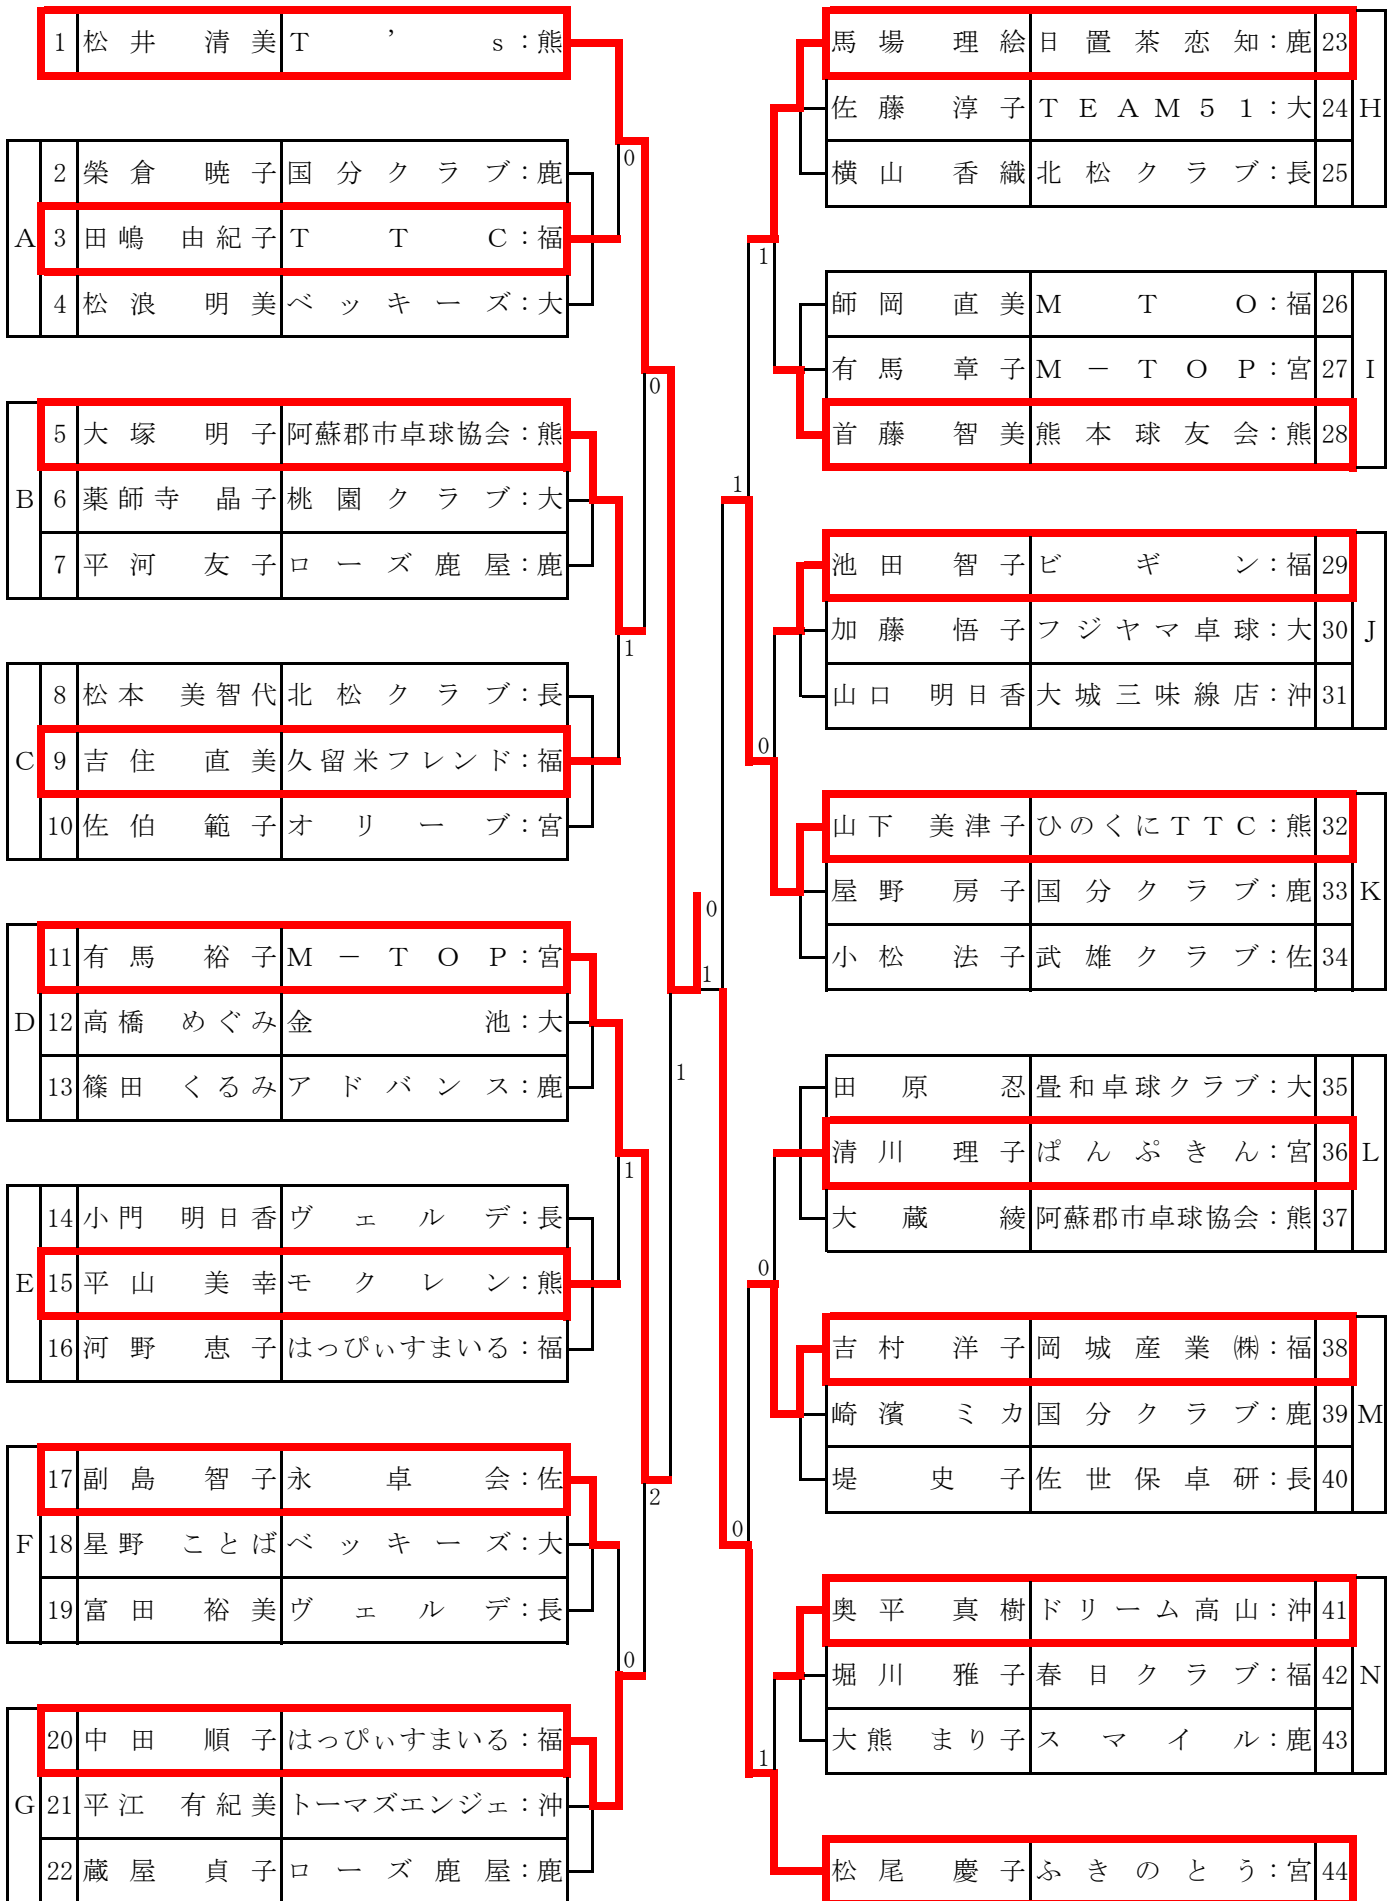 1 松井 清美 T's:熊
A
2 榮倉 暁子 国分クラブ:鹿
3 田嶋 由紀子 TTC:福
4 松浪 明美 ベッキーズ:大
B
5 大塚 明子 阿蘇郡市卓球協会:熊
6 薬師寺 晶子 桃園クラブ:大
7 平河 友子 ローズ鹿屋:鹿
C
8 松本 美智代 北松クラブ:長
9 吉住 直美 久留米フレンド:福
10 佐伯 範子 オリーブ:宮
D
11 有馬 裕子 M-TOP:宮
12 高橋 めぐみ 金池:大
13 篠田 くるみ アドバンス:鹿
E
14 小門 明日香 ヴェルデ:長
15 平山 美幸 モクレン:熊
16 河野 恵子 はっぴぃすまいる:福
F
17 副島 智子 永卓会:佐
18 星野 ことば ベッキーズ:大
19 富田 裕美 ヴェルデ:長
G
20 中田 順子 はっぴぃすまいる:福
21 平江 有紀美 トーマズエンジェ:沖
22 蔵屋 貞子 ローズ鹿屋:鹿
0
0
1
1
1
2
0
0
1
1
1
0
0
0
1
馬場 理絵 日置茶恋知:鹿 23
佐藤 淳子 TEAM51:大 24
横山 香織 北松クラブ:長 25
H
師岡 直美 MTO:福 26
有馬 章子 M-TOP:宮 27
首藤 智美 熊本球友会:熊 28
I
池田 智子 ビギン:福 29
加藤 悟子 フジヤマ卓球:大 30
山口 明日香 大城三味線店:沖 31
J
山下 美津子 ひのくにTTC:熊 32
屋野 房子 国分クラブ:鹿 33
小松 法子 武雄クラブ:佐 34
K
田原 忍 畳和卓球クラブ:大 35
清川 理子 ぱんぷきん:宮 36
大蔵 綾 阿蘇郡市卓球協会:熊 37
L
吉村 洋子 岡城産業㈱:福 38
崎濱 ミカ 国分クラブ:鹿 39
堤 史子 佐世保卓研:長 40
M
奥平 真樹 ドリーム高山:沖 41
堀川 雅子 春日クラブ:福 42
大熊 まり子 スマイル:鹿 43
N
松尾 慶子 ふきのとう:宮 44